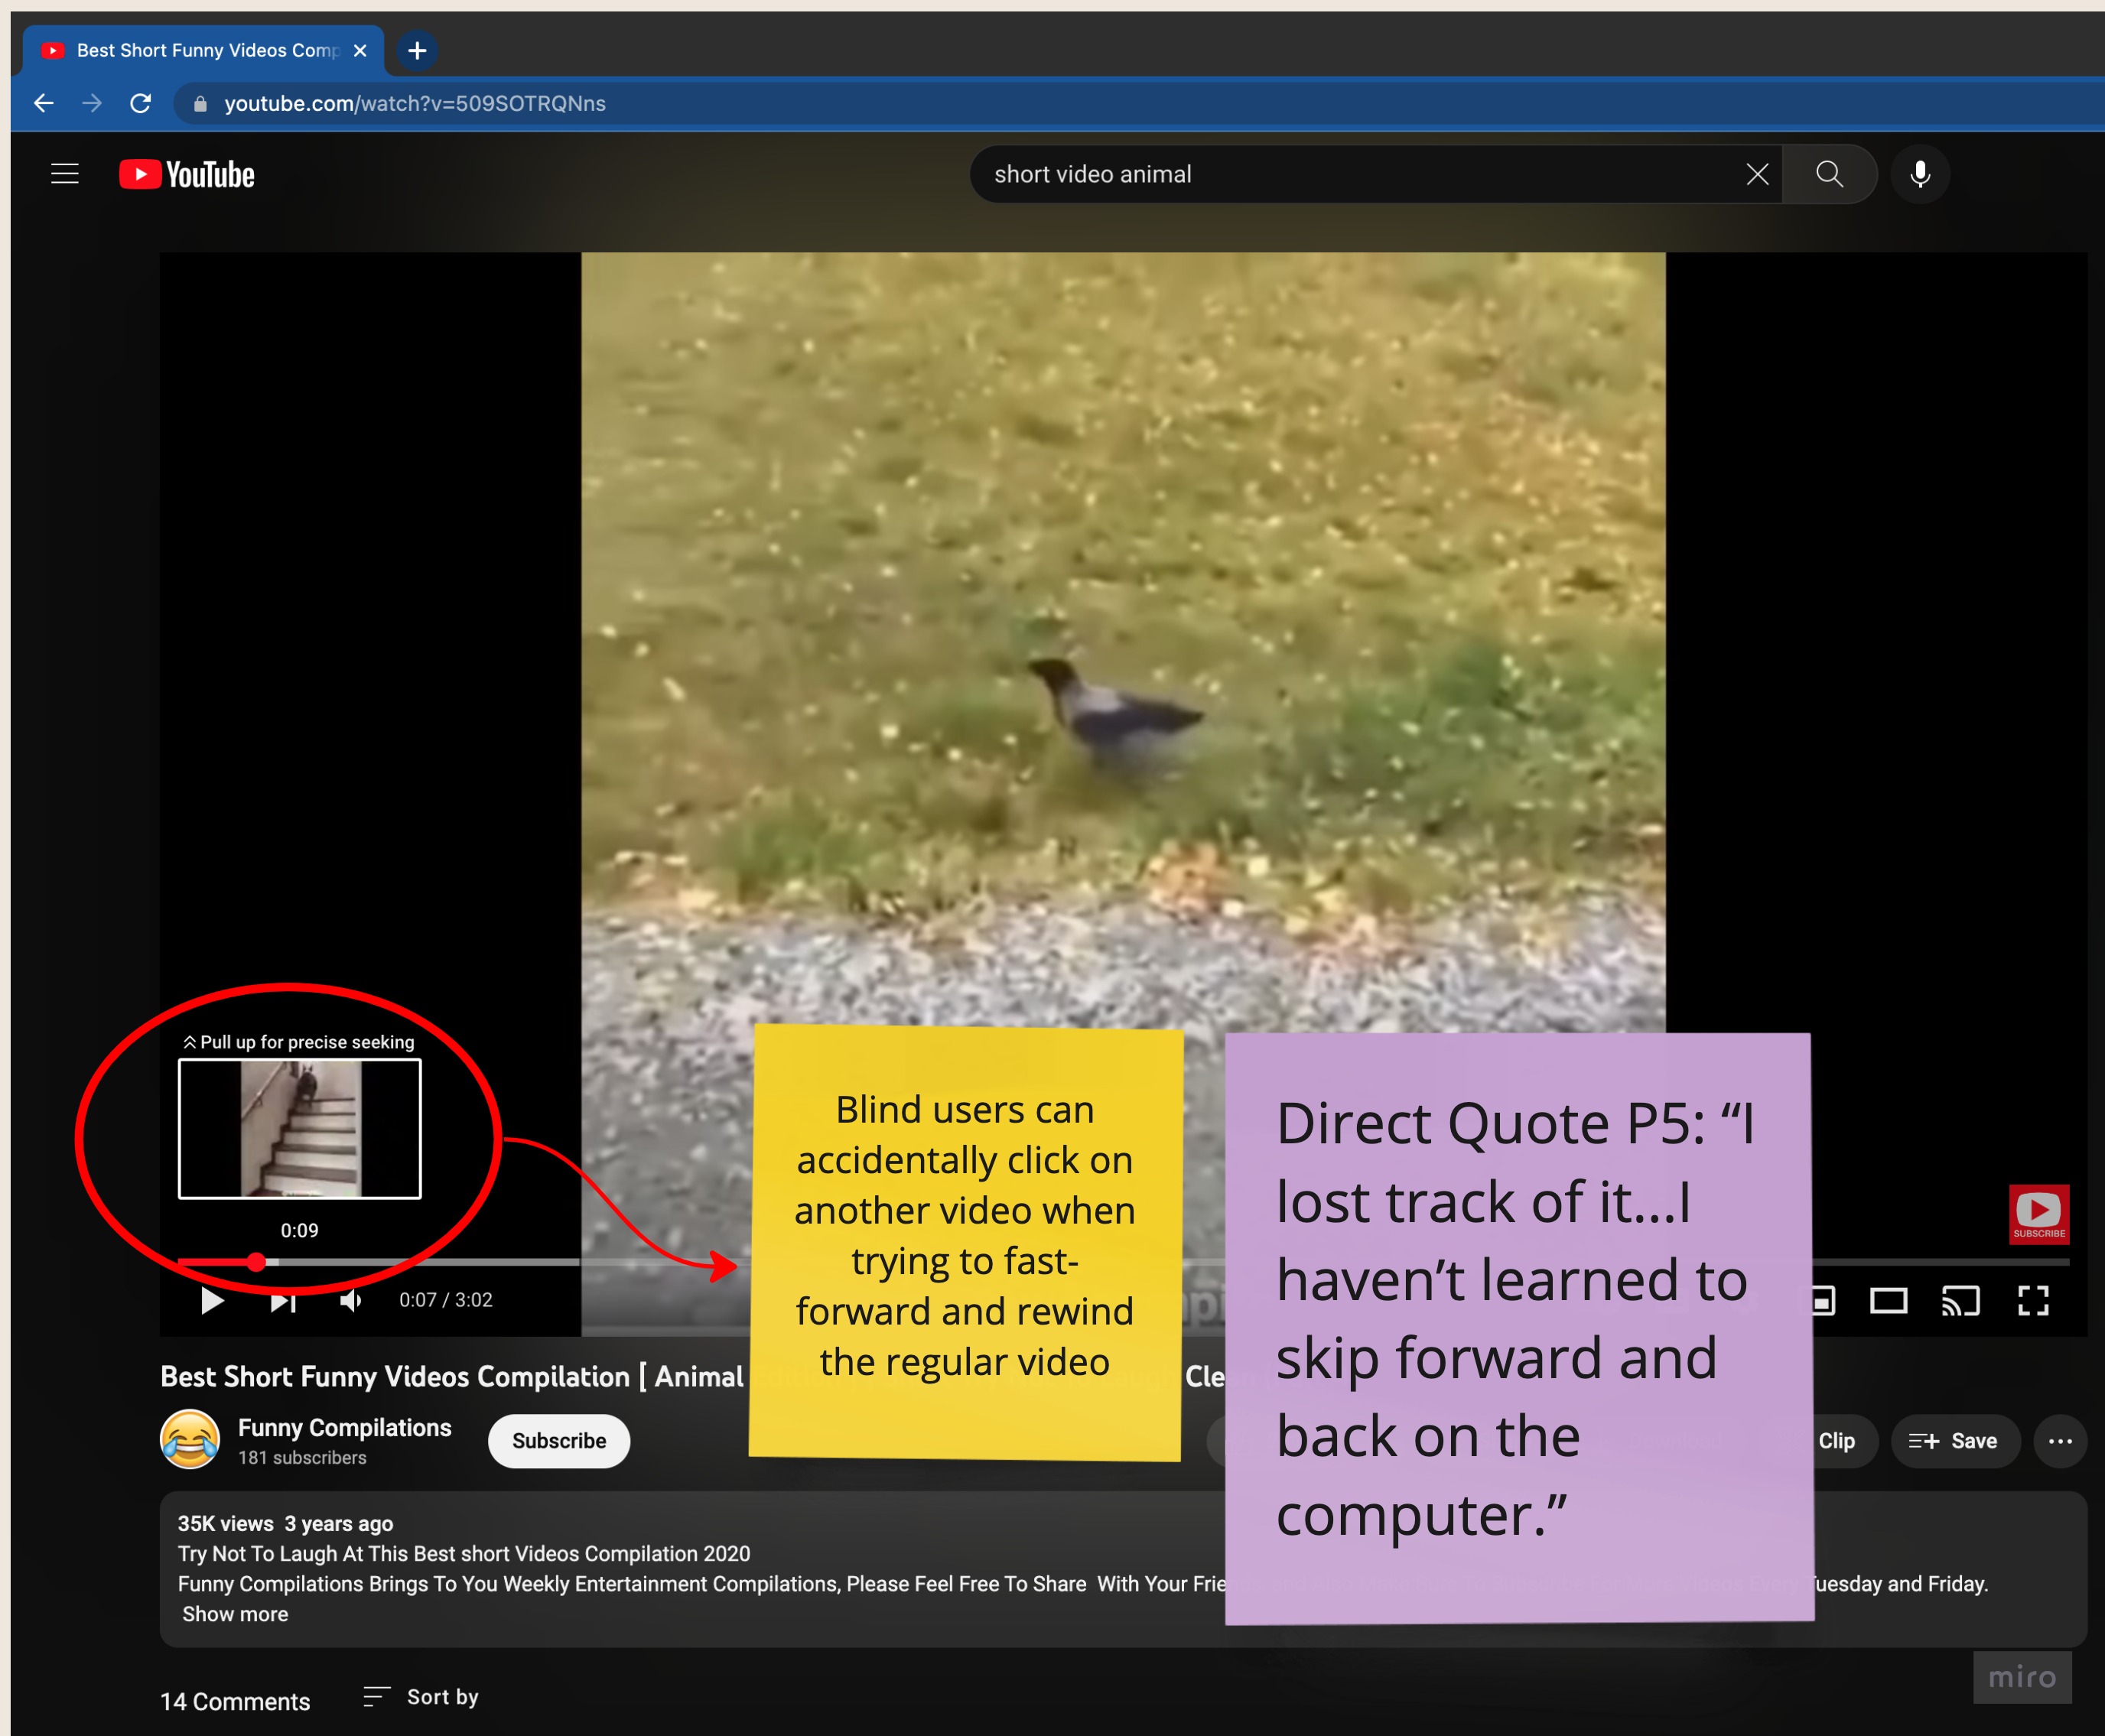 Best Short Funny Videos Comp
youtube.com/watch?v=509SOTRQNns
YouTube
short video animal
Pull up for precise seeking
0:09
SUBSCRIBE
0:07 / 3:02
Blind users can
accidentally click on
another video when
trying to fast-
forward and rewind
the regular video
Direct Quote P5: “I
lost track of it...I
haven’t learned to
skip forward and
back on the
computer.”
Best Short Funny Videos Compilation [ Animal
Funny Compilations
181 subscribers
Subscribe
Clip
Save
35K views 3 years ago
Try Not To Laugh At This Best short Videos Compilation 2020
Funny Compilations Brings To You Weekly Entertainment Compilations, Please Feel Free To Share With Your uesday and Friday.
Show more
14 Comments
Sort by
miro